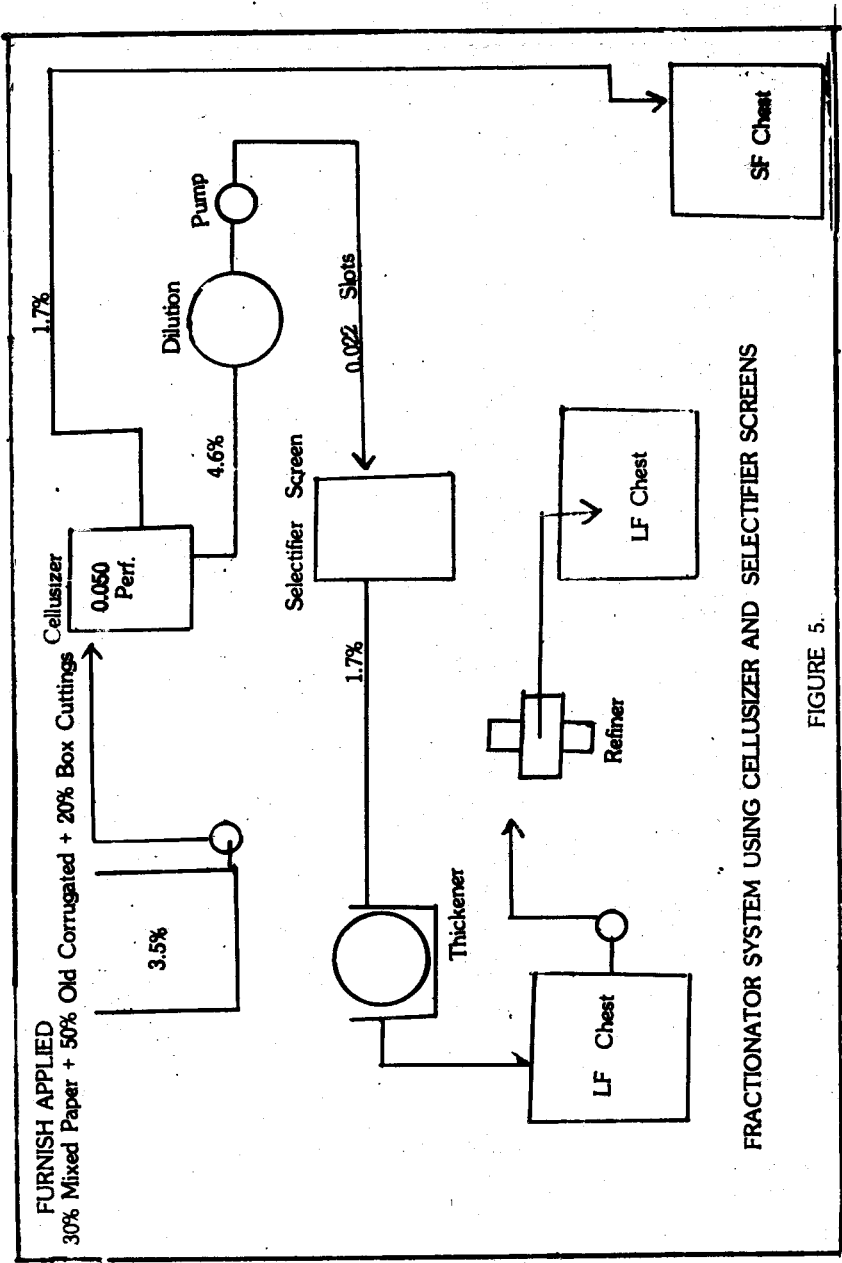 FURNISH APPLIED
30% Mixed Paper + 50% Old Corrugated + 20% Box Cuttings
3.5%
Cellusizer
0.050
Perf.
1.7%
4.6%
Dilution
Pump
0.022 Slots
Selectifier Screen
1.7%
Thickener
LF Chest
Refiner
LF Chest
SF Chest
FRACTIONATOR SYSTEM USING CELLUSIZER AND SELECTIFIER SCREENS
FIGURE 5.